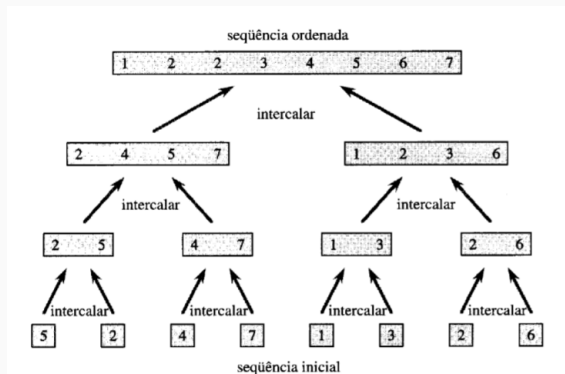 seqüência ordenada
1 2 2 3 4 5 6 7
intercalar
2 4 5 7 1 2 3 6
intercalar intercalar
2 5 4 7 1 3 2 6
intercalar intercalar intercalar intercalar
5 2 4 7 1 3 2 6
seqüência inicial